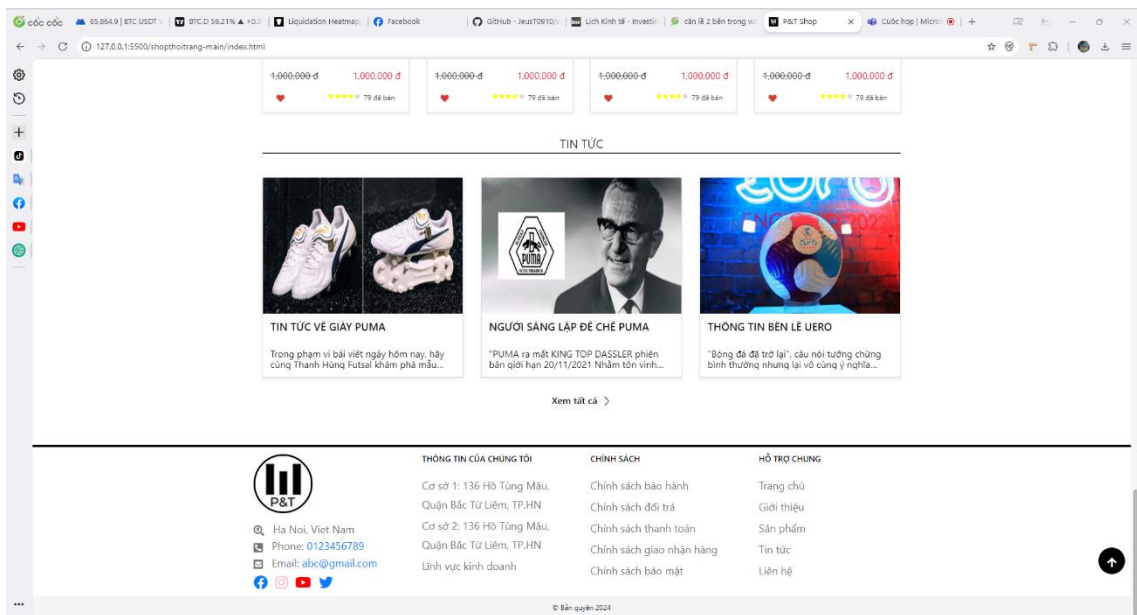 cốc cốc
65,864.9 | BTC USDT
BTC.D 56.21% ▲ +0.
Liquidation Heatmap
Facebook
GitHub - JeusT0910/
Lịch Kinh tế - Investin
căn lề 2 bên trong w
P&T Shop
Cuộc họp | Micros
127.0.0.1:5500/shopthoitrang-main/index.html
1,000,000 đ 1,000,000 đ 1,000,000 đ 1,000,000 đ 1,000,000 đ 1,000,000 đ 1,000,000 đ 1,000,000 đ
79 đã bán 79 đã bán 79 đã bán 79 đã bán
TIN TỨC
PUMA
EURO
TIN TỨC VỀ GIÀY PUMA
Trong phạm vi bài viết ngày hôm nay, hãy
cùng Thanh Hùng Futsal khám phá mẫu...
NGƯỜI SÁNG LẬP ĐẾ CHẾ PUMA
"PUMA ra mắt KING TOP DASSLER phiên
bản giới hạn 20/11/2021 Nhằm tôn vinh...
THÔNG TIN BÊN LỀ UERO
"Bóng đá đã trở lại", câu nói tưởng chừng
bình thường nhưng lại vô cùng ý nghĩa...
Xem tất cả
P&T
Ha Noi, Viet Nam
Phone: 0123456789
Email: abc@gmail.com
THÔNG TIN CỦA CHÚNG TÔI
Cơ sở 1: 136 Hồ Tùng Mậu,
Quận Bắc Từ Liêm, TP.HN
Cơ sở 2: 136 Hồ Tùng Mậu,
Quận Bắc Từ Liêm, TP.HN
Lĩnh vực kinh doanh
CHÍNH SÁCH
Chính sách bảo hành
Chính sách đổi trả
Chính sách thanh toán
Chính sách giao nhận hàng
Chính sách bảo mật
HỖ TRỢ CHUNG
Trang chủ
Giới thiệu
Sản phẩm
Tin tức
Liên hệ
© Bản quyền 2024